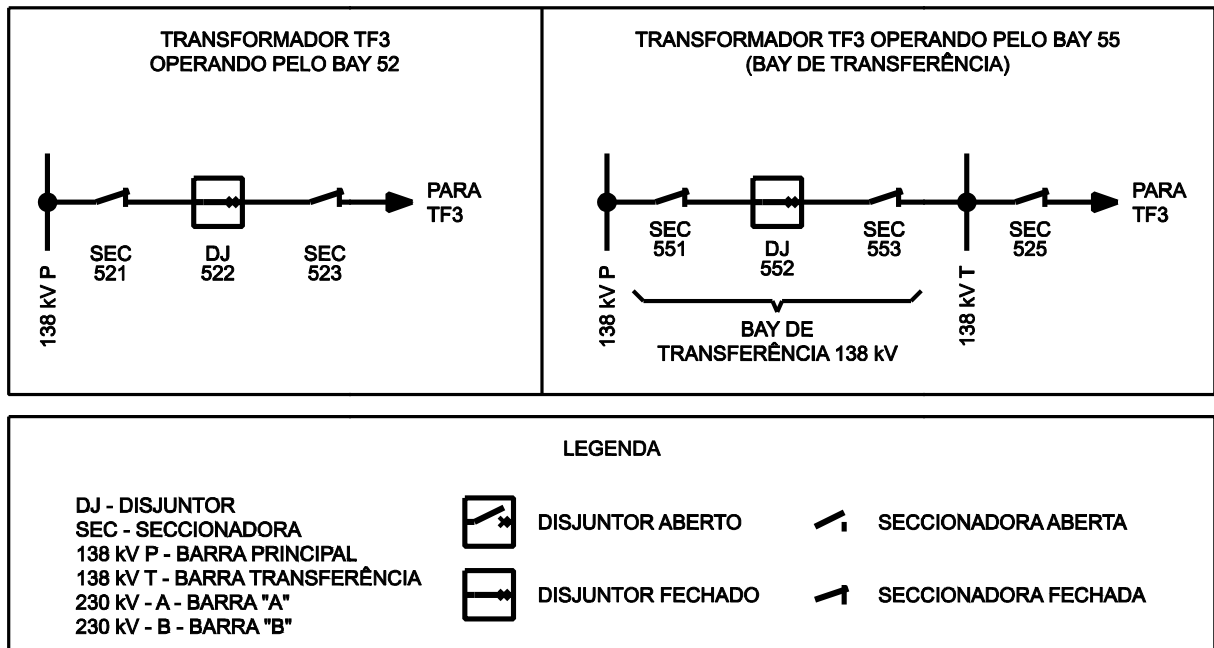 TRANSFORMADOR TF3
OPERANDO PELO BAY 52
138 kV P
SEC
521
DJ
522
SEC
523
PARA
TF3
TRANSFORMADOR TF3 OPERANDO PELO BAY 55
(BAY DE TRANSFERÊNCIA)
138 kV P
SEC
551
DJ
552
SEC
553
138 kV T
SEC
525
PARA
TF3
BAY DE
TRANSFERÊNCIA 138 kV
LEGENDA
DJ - DISJUNTOR
SEC - SECCIONADORA
138 kV P - BARRA PRINCIPAL
138 kV T - BARRA TRANSFERÊNCIA
230 kV - A - BARRA "A"
230 kV - B - BARRA "B"
DISJUNTOR ABERTO
DISJUNTOR FECHADO
SECCIONADORA ABERTA
SECCIONADORA FECHADA